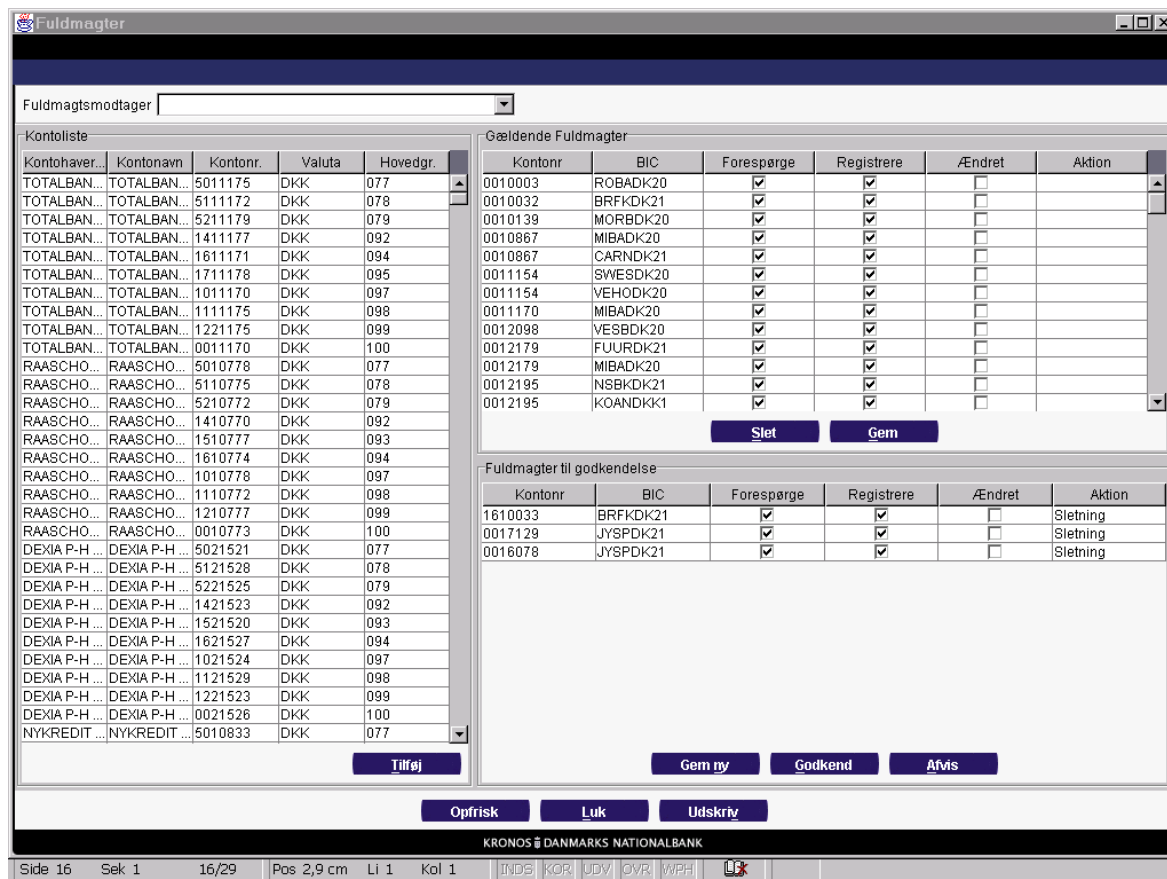 Fuldmagter
Fuldmagtsmodtager
Kontoliste
Kontohaver... Kontonavn Kontonr. Valuta Hovedgr.
TOTALBAN... TOTALBAN... 5011175 DKK 077
TOTALBAN... TOTALBAN... 5111172 DKK 078
TOTALBAN... TOTALBAN... 5211179 DKK 079
TOTALBAN... TOTALBAN... 1411177 DKK 092
TOTALBAN... TOTALBAN... 1611171 DKK 094
TOTALBAN... TOTALBAN... 1711178 DKK 095
TOTALBAN... TOTALBAN... 1011170 DKK 097
TOTALBAN... TOTALBAN... 1111175 DKK 098
TOTALBAN... TOTALBAN... 1221175 DKK 099
TOTALBAN... TOTALBAN... 0011170 DKK 100
RAASCHO... RAASCHO... 5010778 DKK 077
RAASCHO... RAASCHO... 5110775 DKK 078
RAASCHO... RAASCHO... 5210772 DKK 079
RAASCHO... RAASCHO... 1410770 DKK 092
RAASCHO... RAASCHO... 1510777 DKK 093
RAASCHO... RAASCHO... 1610774 DKK 094
RAASCHO... RAASCHO... 1010778 DKK 097
RAASCHO... RAASCHO... 1110772 DKK 098
RAASCHO... RAASCHO... 1210777 DKK 099
RAASCHO... RAASCHO... 0010773 DKK 100
DEXIA P-H ... DEXIA P-H ... 5021521 DKK 077
DEXIA P-H ... DEXIA P-H ... 5121528 DKK 078
DEXIA P-H ... DEXIA P-H ... 5221525 DKK 079
DEXIA P-H ... DEXIA P-H ... 1421523 DKK 092
DEXIA P-H ... DEXIA P-H ... 1521520 DKK 093
DEXIA P-H ... DEXIA P-H ... 1621527 DKK 094
DEXIA P-H ... DEXIA P-H ... 1021524 DKK 097
DEXIA P-H ... DEXIA P-H ... 1121529 DKK 098
DEXIA P-H ... DEXIA P-H ... 1221523 DKK 099
DEXIA P-H ... DEXIA P-H ... 0021526 DKK 100
NYKREDIT ... NYKREDIT ... 5010833 DKK 077
Tilføj
Gældende Fuldmagter
Kontonr BIC Forespørge Registrere Ændret Aktion
0010003 ROBADK20
0010032 BRFKDK21
0010139 MORBDK20
0010867 MIBADK20
0010867 CARNDK21
0011154 SWESDK20
0011154 VEHODK20
0011170 MIBADK20
0012098 VESBDK20
0012179 FUURDK21
0012179 MIBADK20
0012195 NSBKDK21
0012195 KOANDKK1
Slet Gem
Fuldmagter til godkendelse
Kontonr BIC Forespørge Registrere Ændret Aktion
1610033 BRFKDK21 Sletning
0017129 JYSPDK21 Sletning
0016078 JYSPDK21 Sletning
Gem ny Godkend Afvis
Opfrisk Luk Udskriv
KRONOS DANMARKS NATIONALBANK
Side 16 Sek 1 16/29 Pos 2,9 cm Li 1 Kol 1 INDS KOR UDV OVR WPH